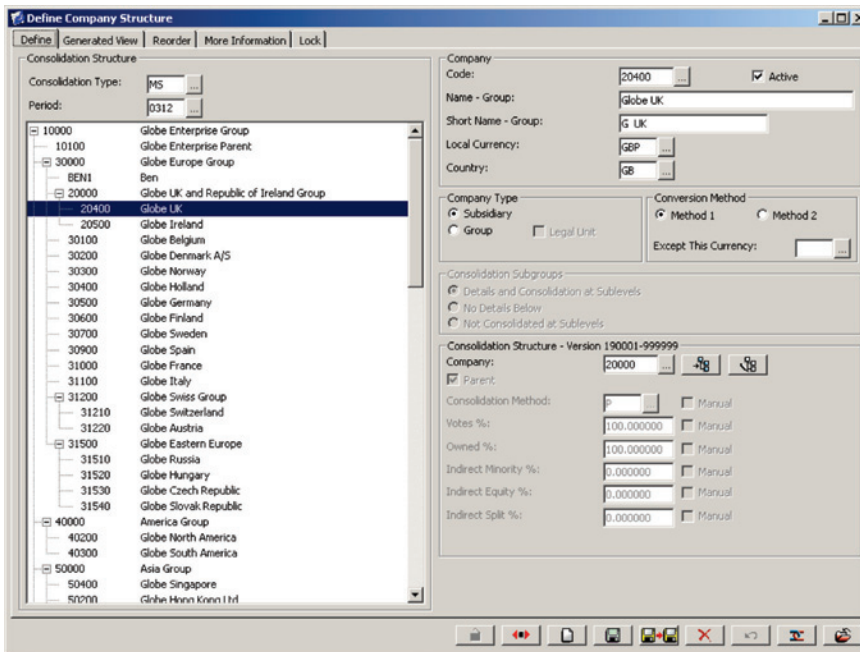 Define Company Structure
Define Generated View Reorder More Information Lock
Consolidation Structure
Consolidation Type: MS ...
Period: 0312 ...
10000 Globe Enterprise Group
10100 Globe Enterprise Parent
30000 Globe Europe Group
BEN1 Ben
20000 Globe UK and Republic of Ireland Group
20400 Globe UK
20500 Globe Ireland
30100 Globe Belgium
30200 Globe Denmark A/S
30300 Globe Norway
30400 Globe Holland
30500 Globe Germany
30600 Globe Finland
30700 Globe Sweden
30900 Globe Spain
31000 Globe France
31100 Globe Italy
31200 Globe Swiss Group
31210 Globe Switzerland
31220 Globe Austria
31500 Globe Eastern Europe
31510 Globe Russia
31520 Globe Hungary
31530 Globe Czech Republic
31540 Globe Slovak Republic
40000 America Group
40200 Globe North America
40300 Globe South America
50000 Asia Group
50400 Globe Singapore
50200 Globe Hong Kong Ltd
Company
Code: 20400 ... Active
Name - Group: Globe UK
Short Name - Group: G UK
Local Currency: GBP ...
Country: GB ...
Company Type
Subsidiary
Group Legal Unit
Conversion Method
Method 1 Method 2
Except This Currency: ...
Consolidation Subgroups
Details and Consolidation at Sublevels
No Details Below
Not Consolidated at Sublevels
Consolidation Structure - Version 190001-999999
Company: 20000 ...
Parent
Consolidation Method: P ... Manual
Votes %: 100.000000 Manual
Owned %: 100.000000 Manual
Indirect Minority %: 0.000000 Manual
Indirect Equity %: 0.000000 Manual
Indirect Split %: 0.000000 Manual